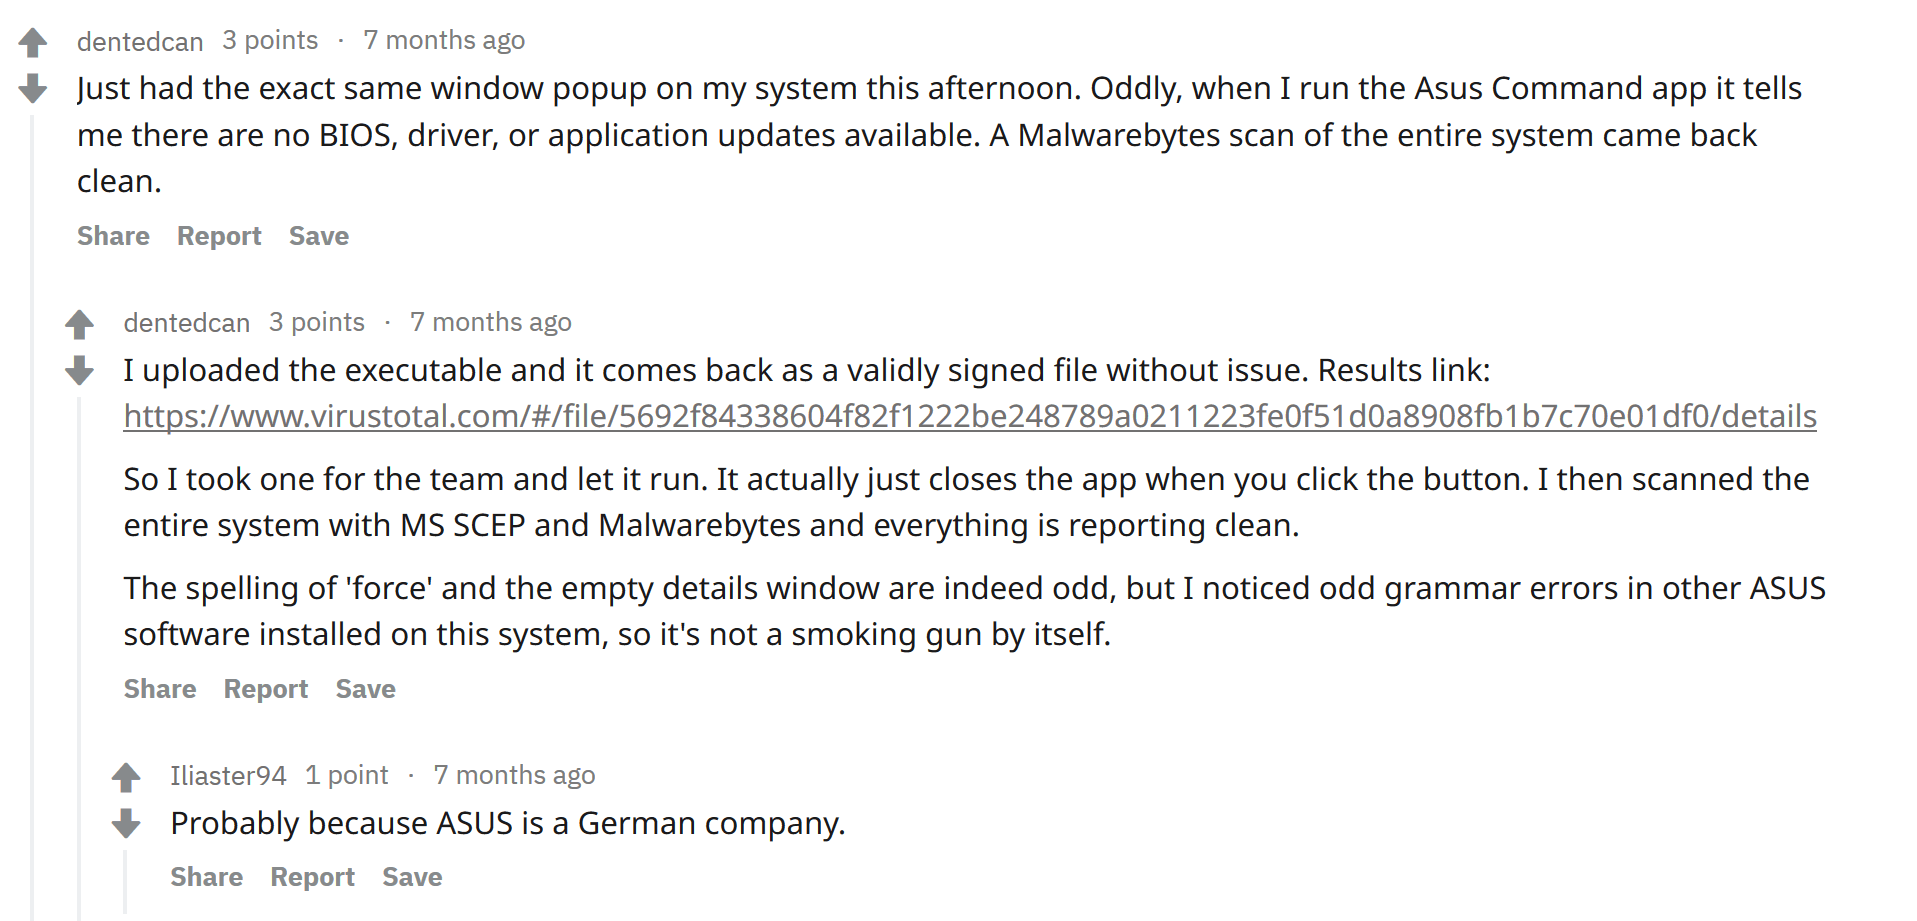 dentedcan 3 points · 7 months ago
Just had the exact same window popup on my system this afternoon. Oddly, when I run the Asus Command app it tells
me there are no BIOS, driver, or application updates available. A Malwarebytes scan of the entire system came back
clean.
Share Report Save
dentedcan 3 points · 7 months ago
I uploaded the executable and it comes back as a validly signed file without issue. Results link:
https://www.virustotal.com/#/file/5692f84338604f82f1222be248789a0211223fe0f51d0a8908fb1b7c70e01df0/details
So I took one for the team and let it run. It actually just closes the app when you click the button. I then scanned the
entire system with MS SCEP and Malwarebytes and everything is reporting clean.
The spelling of 'force' and the empty details window are indeed odd, but I noticed odd grammar errors in other ASUS
software installed on this system, so it's not a smoking gun by itself.
Share Report Save
Iliaster94 1 point · 7 months ago
Probably because ASUS is a German company.
Share Report Save